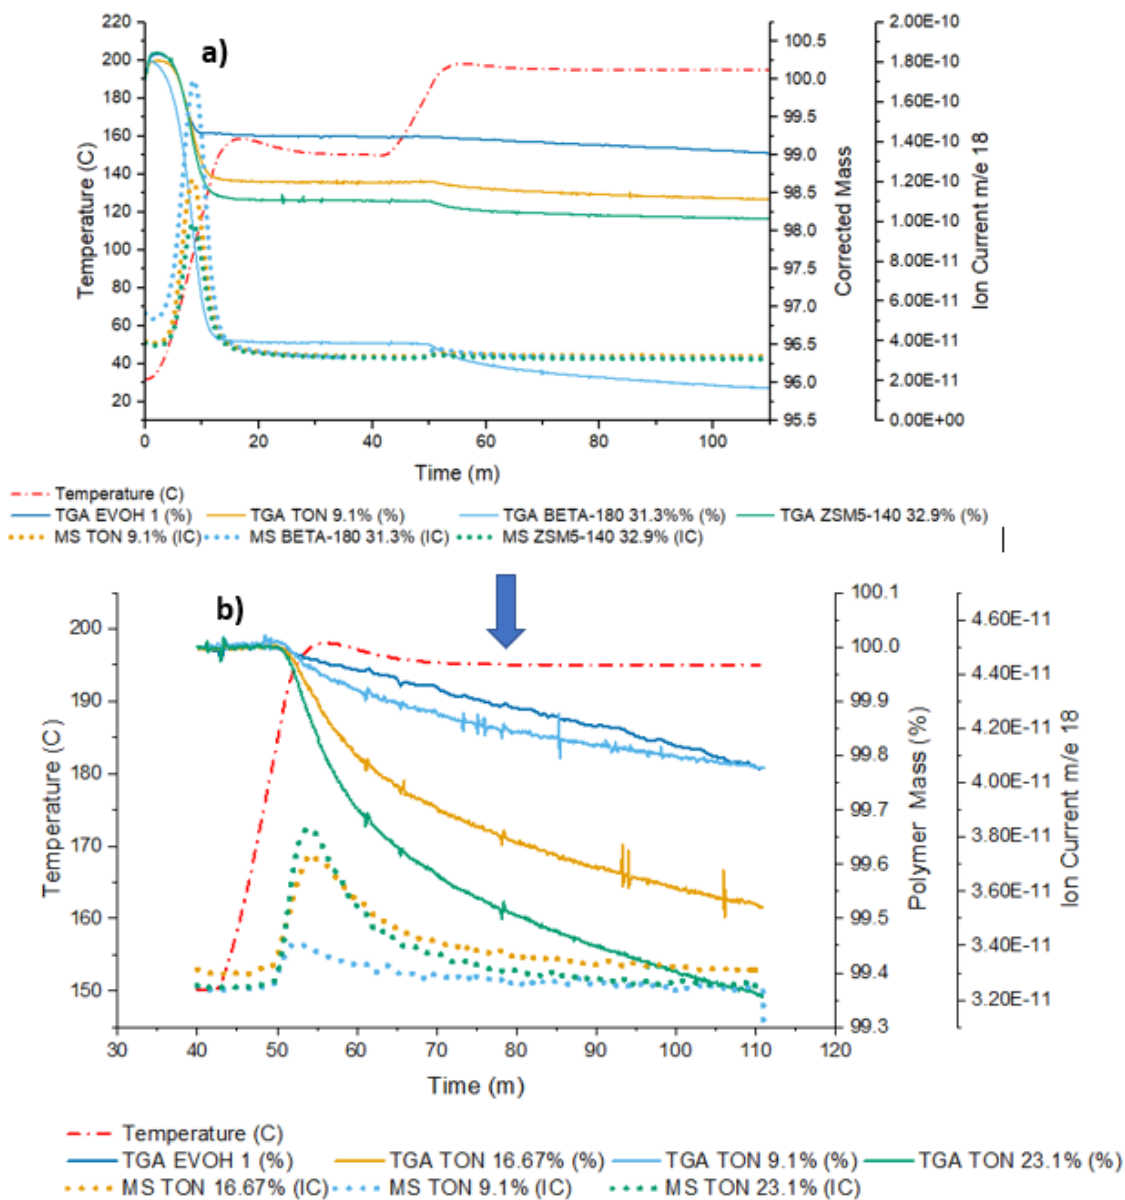 a)
Temperature (C)
220
200
180
160
140
120
100
80
60
40
20
0
20
40
60
80
100
Time (m)
100.5
100.0
99.5
99.0
98.5
98.0
97.5
97.0
96.5
96.0
95.5
Corrected Mass
2.00E-10
1.80E-10
1.60E-10
1.40E-10
1.20E-10
1.00E-10
8.00E-11
6.00E-11
4.00E-11
2.00E-11
0.00E+00
Ion Current m/e 18
Temperature (C)
TGA EVOH 1 (%) TGA TON 9.1% (%) TGA BETA-180 31.3%% (%) TGA ZSM5-140 32.9% (%)
MS TON 9.1% (IC) MS BETA-180 31.3% (IC) MS ZSM5-140 32.9% (IC)
b)
Temperature (C)
200
190
180
170
160
150
30
40
50
60
70
80
90
100
110
120
Time (m)
100.1
100.0
99.9
99.8
99.7
99.6
99.5
99.4
99.3
Polymer Mass (%)
4.60E-11
4.40E-11
4.20E-11
4.00E-11
3.80E-11
3.60E-11
3.40E-11
3.20E-11
Ion Current m/e 18
Temperature (C)
TGA EVOH 1 (%) TGA TON 16.67% (%) TGA TON 9.1% (%) TGA TON 23.1% (%)
MS TON 16.67% (IC) MS TON 9.1% (IC) MS TON 23.1% (IC)